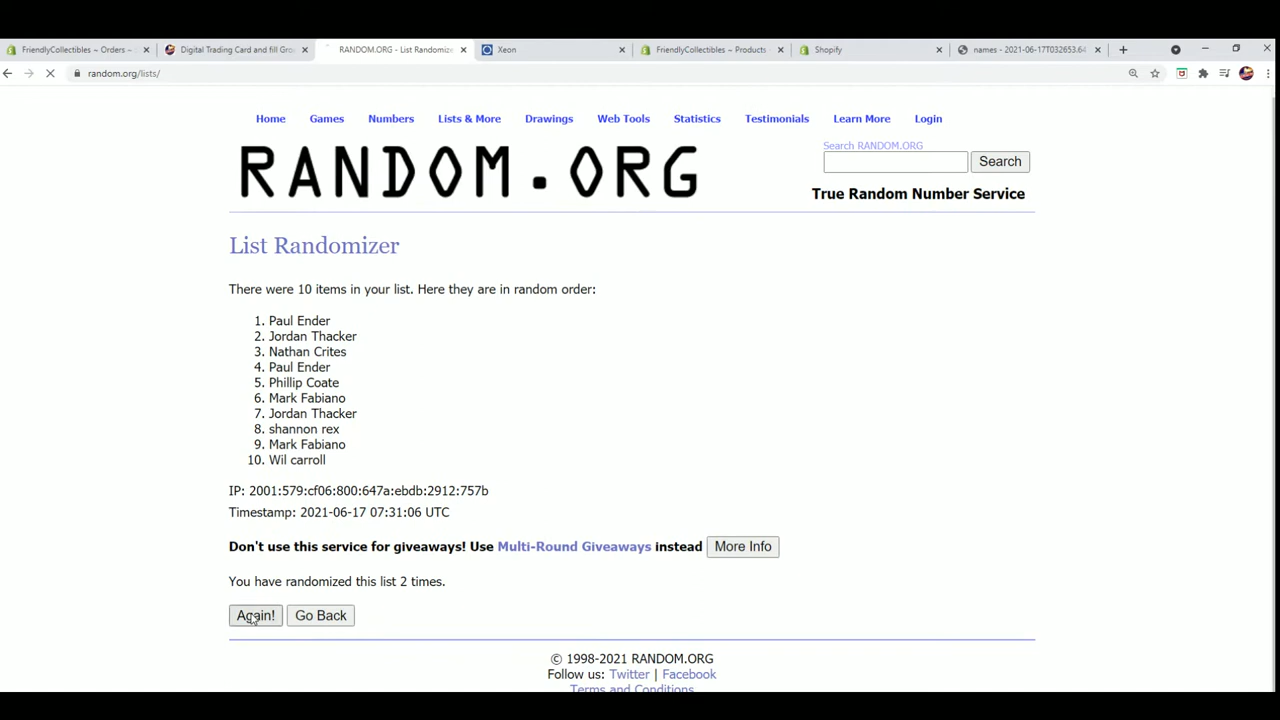 FriendlyCollectibles ~ Orders ~
Digital Trading Card and fill Gro
RANDOM.ORG - List Randomize
Xeon
FriendlyCollectibles ~ Products ~
Shopify
names - 2021-06-17T032653.64
random.org/lists/
Home Games Numbers Lists & More Drawings Web Tools Statistics Testimonials Learn More Login
RANDOM.ORG
Search RANDOM.ORG
Search
True Random Number Service
List Randomizer
There were 10 items in your list. Here they are in random order:
1. Paul Ender
2. Jordan Thacker
3. Nathan Crites
4. Paul Ender
5. Phillip Coate
6. Mark Fabiano
7. Jordan Thacker
8. shannon rex
9. Mark Fabiano
10. Wil carroll
IP: 2001:579:cf06:800:647a:ebdb:2912:757b
Timestamp: 2021-06-17 07:31:06 UTC
Don't use this service for giveaways! Use Multi-Round Giveaways instead More Info
You have randomized this list 2 times.
Again! Go Back
© 1998-2021 RANDOM.ORG
Follow us: Twitter | Facebook
Terms and Conditions